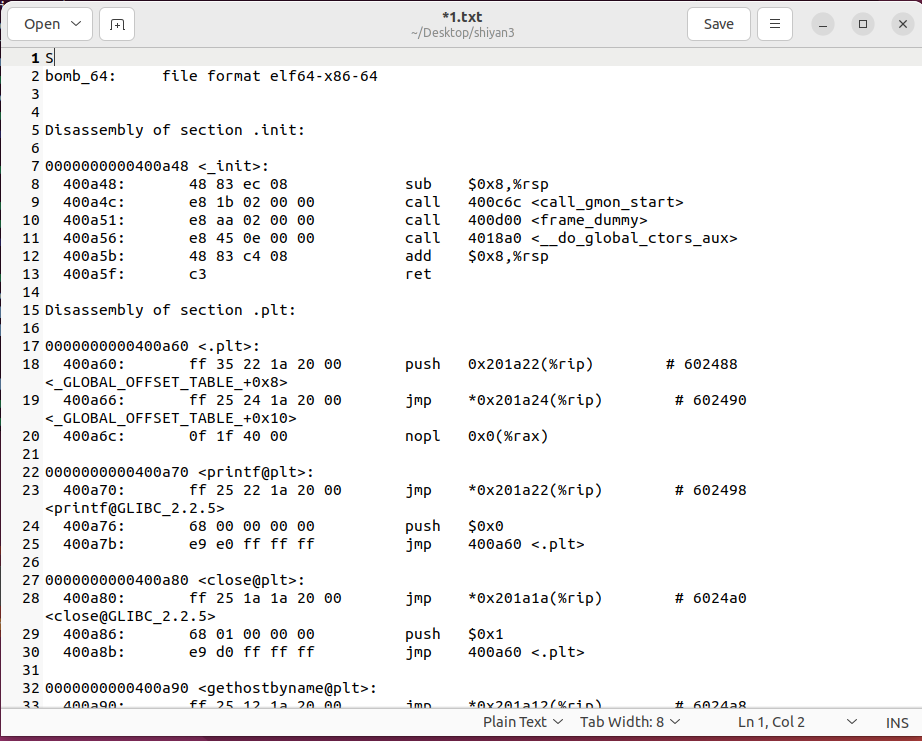 Open
*1.txt
~/Desktop/shiyan3
Save
1 S
2 bomb_64:     file format elf64-x86-64
3
4
5 Disassembly of section .init:
6
7 0000000000400a48 <_init>:
8   400a48:       48 83 ec 08             sub    $0x8,%rsp
9   400a4c:       e8 1b 02 00 00          call   400c6c <call_gmon_start>
10   400a51:       e8 aa 02 00 00          call   400d00 <frame_dummy>
11   400a56:       e8 45 0e 00 00          call   4018a0 <__do_global_ctors_aux>
12   400a5b:       48 83 c4 08             add    $0x8,%rsp
13   400a5f:       c3                      ret
14
15 Disassembly of section .plt:
16
17 0000000000400a60 <.plt>:
18   400a60:       ff 35 22 1a 20 00       push   0x201a22(%rip)        # 602488
<_GLOBAL_OFFSET_TABLE_+0x8>
19   400a66:       ff 25 24 1a 20 00       jmp    *0x201a24(%rip)        # 602490
<_GLOBAL_OFFSET_TABLE_+0x10>
20   400a6c:       0f 1f 40 00             nopl   0x0(%rax)
21
22 0000000000400a70 <printf@plt>:
23   400a70:       ff 25 22 1a 20 00       jmp    *0x201a22(%rip)        # 602498
<printf@GLIBC_2.2.5>
24   400a76:       68 00 00 00 00          push   $0x0
25   400a7b:       e9 e0 ff ff ff          jmp    400a60 <.plt>
26
27 0000000000400a80 <close@plt>:
28   400a80:       ff 25 1a 1a 20 00       jmp    *0x201a1a(%rip)        # 6024a0
<close@GLIBC_2.2.5>
29   400a86:       68 01 00 00 00          push   $0x1
30   400a8b:       e9 d0 ff ff ff          jmp    400a60 <.plt>
31
32 0000000000400a90 <gethostbyname@plt>:
33   400a90:       ff 25 12 1a 20 00       jmp    *0x201a12(%rip)        # 6024a8
Plain Text Tab Width: 8 Ln 1, Col 2 INS